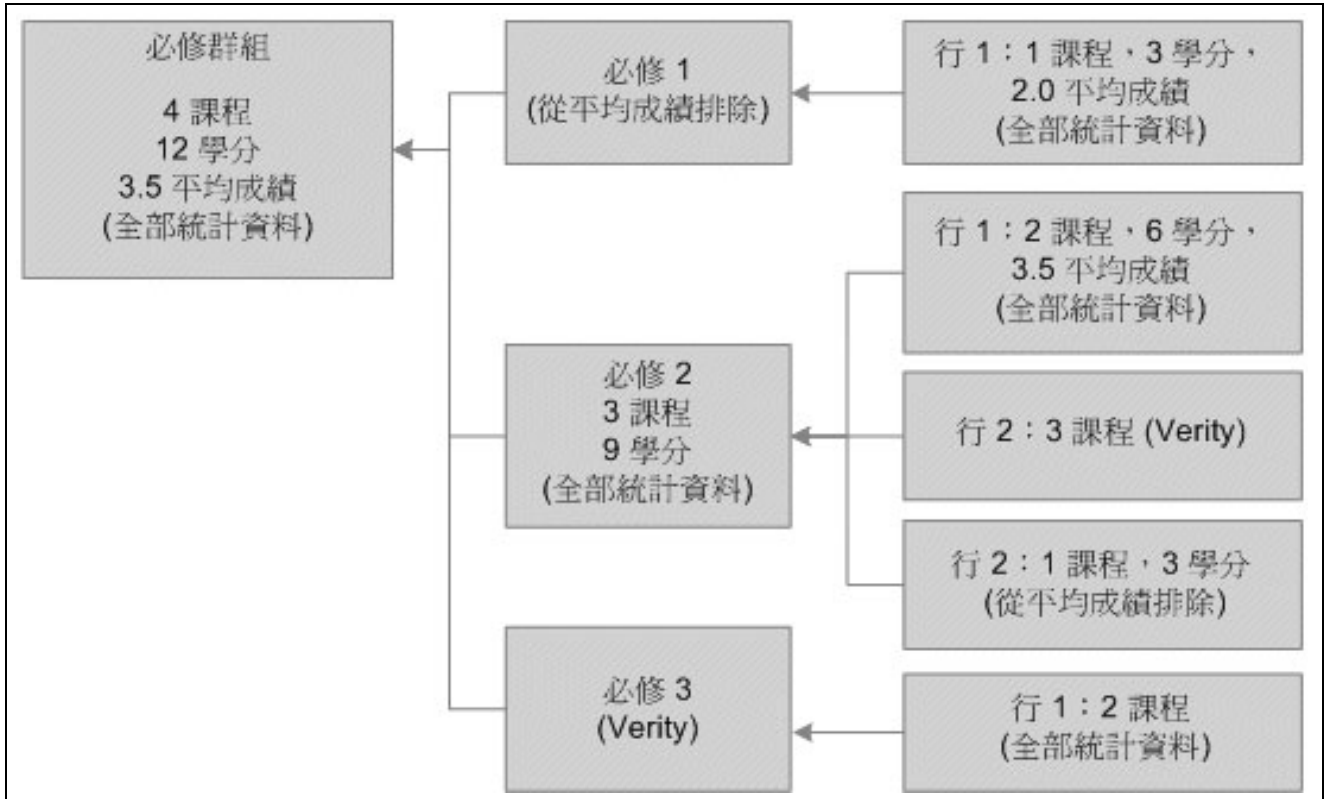 必修群組
4 課程
12 學分
3.5 平均成績
(全部統計資料)
必修 1
(從平均成績排除)
行 1：1 課程，3 學分，
2.0 平均成績
(全部統計資料)
必修 2
3 課程
9 學分
(全部統計資料)
行 1：2 課程，6 學分，
3.5 平均成績
(全部統計資料)
行 2：3 課程 (Verity)
行 2：1 課程，3 學分
(從平均成績排除)
必修 3
(Verity)
行 1：2 課程
(全部統計資料)